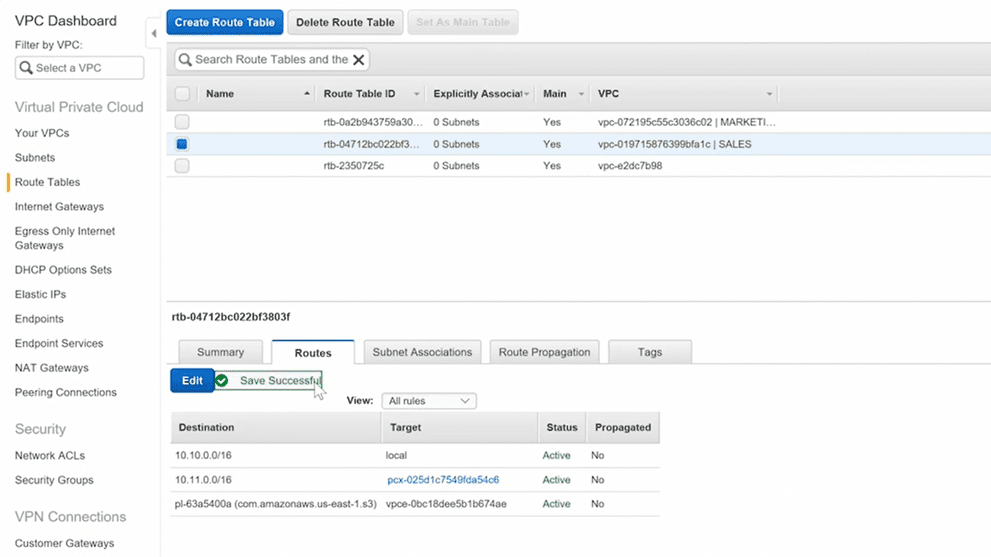 VPC Dashboard
Filter by VPC:
Select a VPC
Virtual Private Cloud
Your VPCs
Subnets
Route Tables
Internet Gateways
Egress Only Internet
Gateways
DHCP Options Sets
Elastic IPs
Endpoints
Endpoint Services
NAT Gateways
Peering Connections
Security
Network ACLs
Security Groups
VPN Connections
Customer Gateways
Create Route Table Delete Route Table Set As Main Table
Search Route Tables and the
Name Route Table ID Explicitly Associat Main VPC
rtb-0a2b943759a30... 0 Subnets Yes vpc-072195c55c3036c02 | MARKETI...
rtb-04712bc022bf3... 0 Subnets Yes vpc-019715876399bfa1c | SALES
rtb-2350725c 0 Subnets Yes vpc-e2dc7b98
rtb-04712bc022bf3803f
Summary Routes Subnet Associations Route Propagation Tags
Edit Save Successful
View: All rules
Destination Target Status Propagated
10.10.0.0/16 local Active No
10.11.0.0/16 pcx-025d1c7549fda54c6 Active No
pl-63a5400a (com.amazonaws.us-east-1.s3) vpce-0bc18dee5b1b674ae Active No